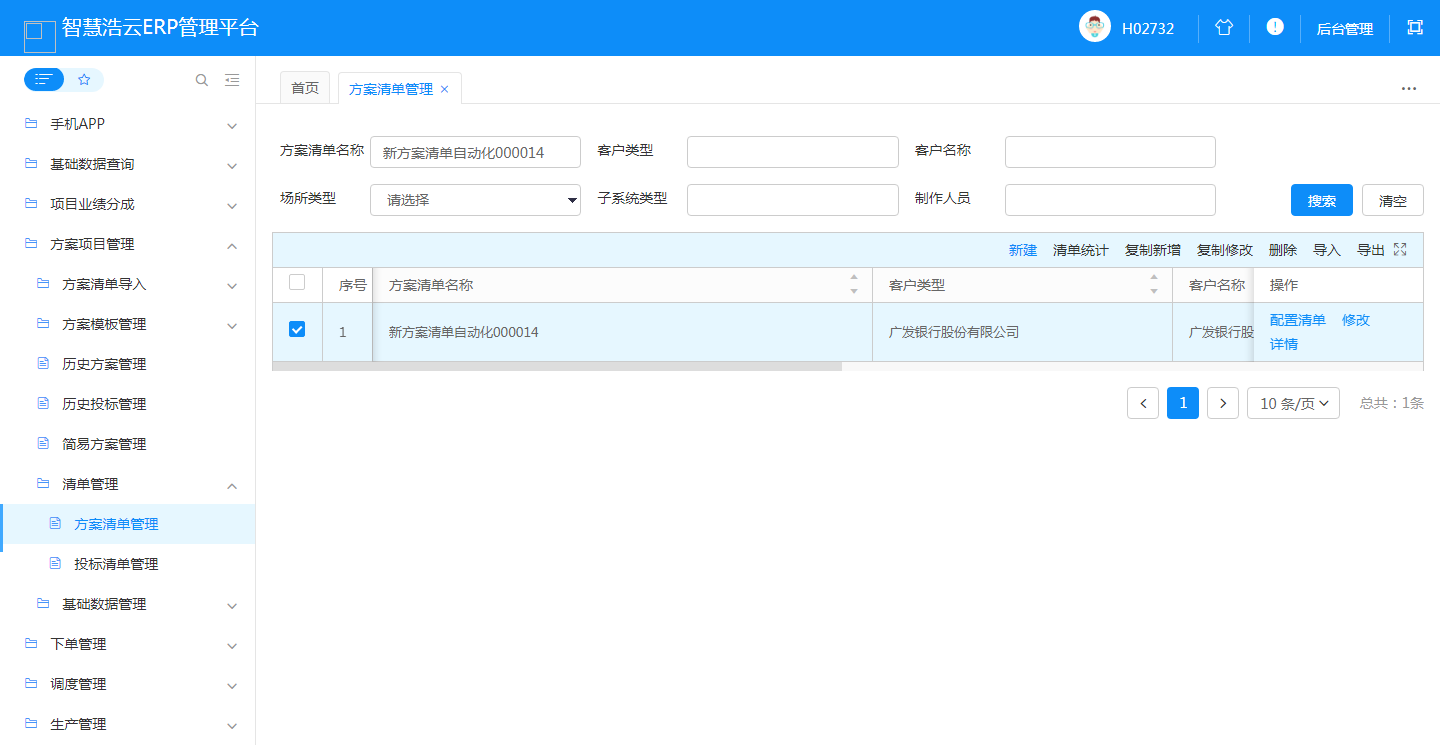 智慧浩云ERP管理平台
H02732
后台管理
首页
方案清单管理
手机APP
基础数据查询
项目业绩分成
方案项目管理
方案清单导入
方案模板管理
历史方案管理
历史投标管理
简易方案管理
清单管理
方案清单管理
投标清单管理
基础数据管理
下单管理
调度管理
生产管理
方案清单名称 新方案清单自动化000014 客户类型 客户名称
场所类型 请选择 子系统类型 制作人员 搜索 清空
新建 清单统计 复制新增 复制修改 删除 导入 导出
序号 方案清单名称 客户类型 客户名称 操作
1 新方案清单自动化000014 广发银行股份有限公司 广发银行股 配置清单 修改
详情
1 10 条/页 总共：1条